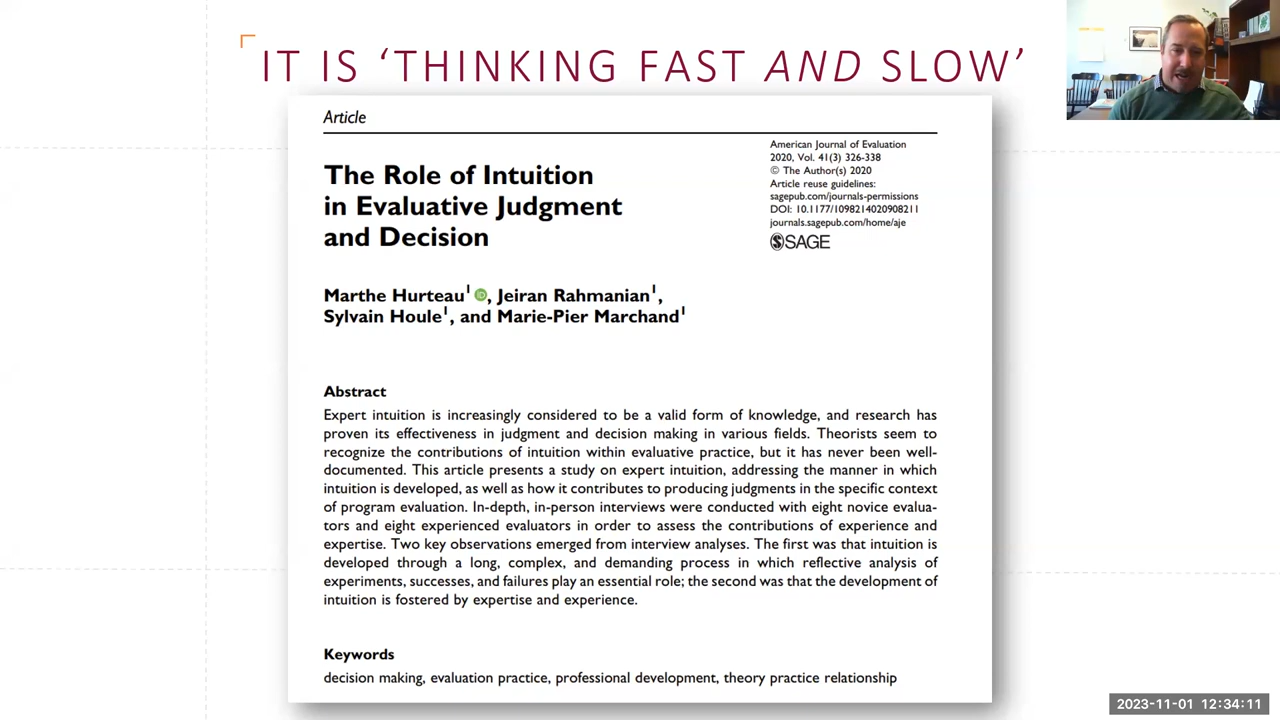 IT IS ‘THINKING FAST AND SLOW’
Article
American Journal of Evaluation
2020, Vol. 41(3) 326-338
© The Author(s) 2020
Article reuse guidelines:
sagepub.com/journals-permissions
DOI: 10.1177/1098214020908211
journals.sagepub.com/home/aje
SAGE
The Role of Intuition
in Evaluative Judgment
and Decision
Marthe Hurteau1, Jeiran Rahmanian1,
Sylvain Houle1, and Marie-Pier Marchand1
Abstract
Expert intuition is increasingly considered to be a valid form of knowledge, and research has
proven its effectiveness in judgment and decision making in various fields. Theorists seem to
recognize the contributions of intuition within evaluative practice, but it has never been well-
documented. This article presents a study on expert intuition, addressing the manner in which
intuition is developed, as well as how it contributes to producing judgments in the specific context
of program evaluation. In-depth, in-person interviews were conducted with eight novice evalua-
tors and eight experienced evaluators in order to assess the contributions of experience and
expertise. Two key observations emerged from interview analyses. The first was that intuition is
developed through a long, complex, and demanding process in which reflective analysis of
experiments, successes, and failures play an essential role; the second was that the development of
intuition is fostered by expertise and experience.
Keywords
decision making, evaluation practice, professional development, theory practice relationship
2023-11-01 12:34:11